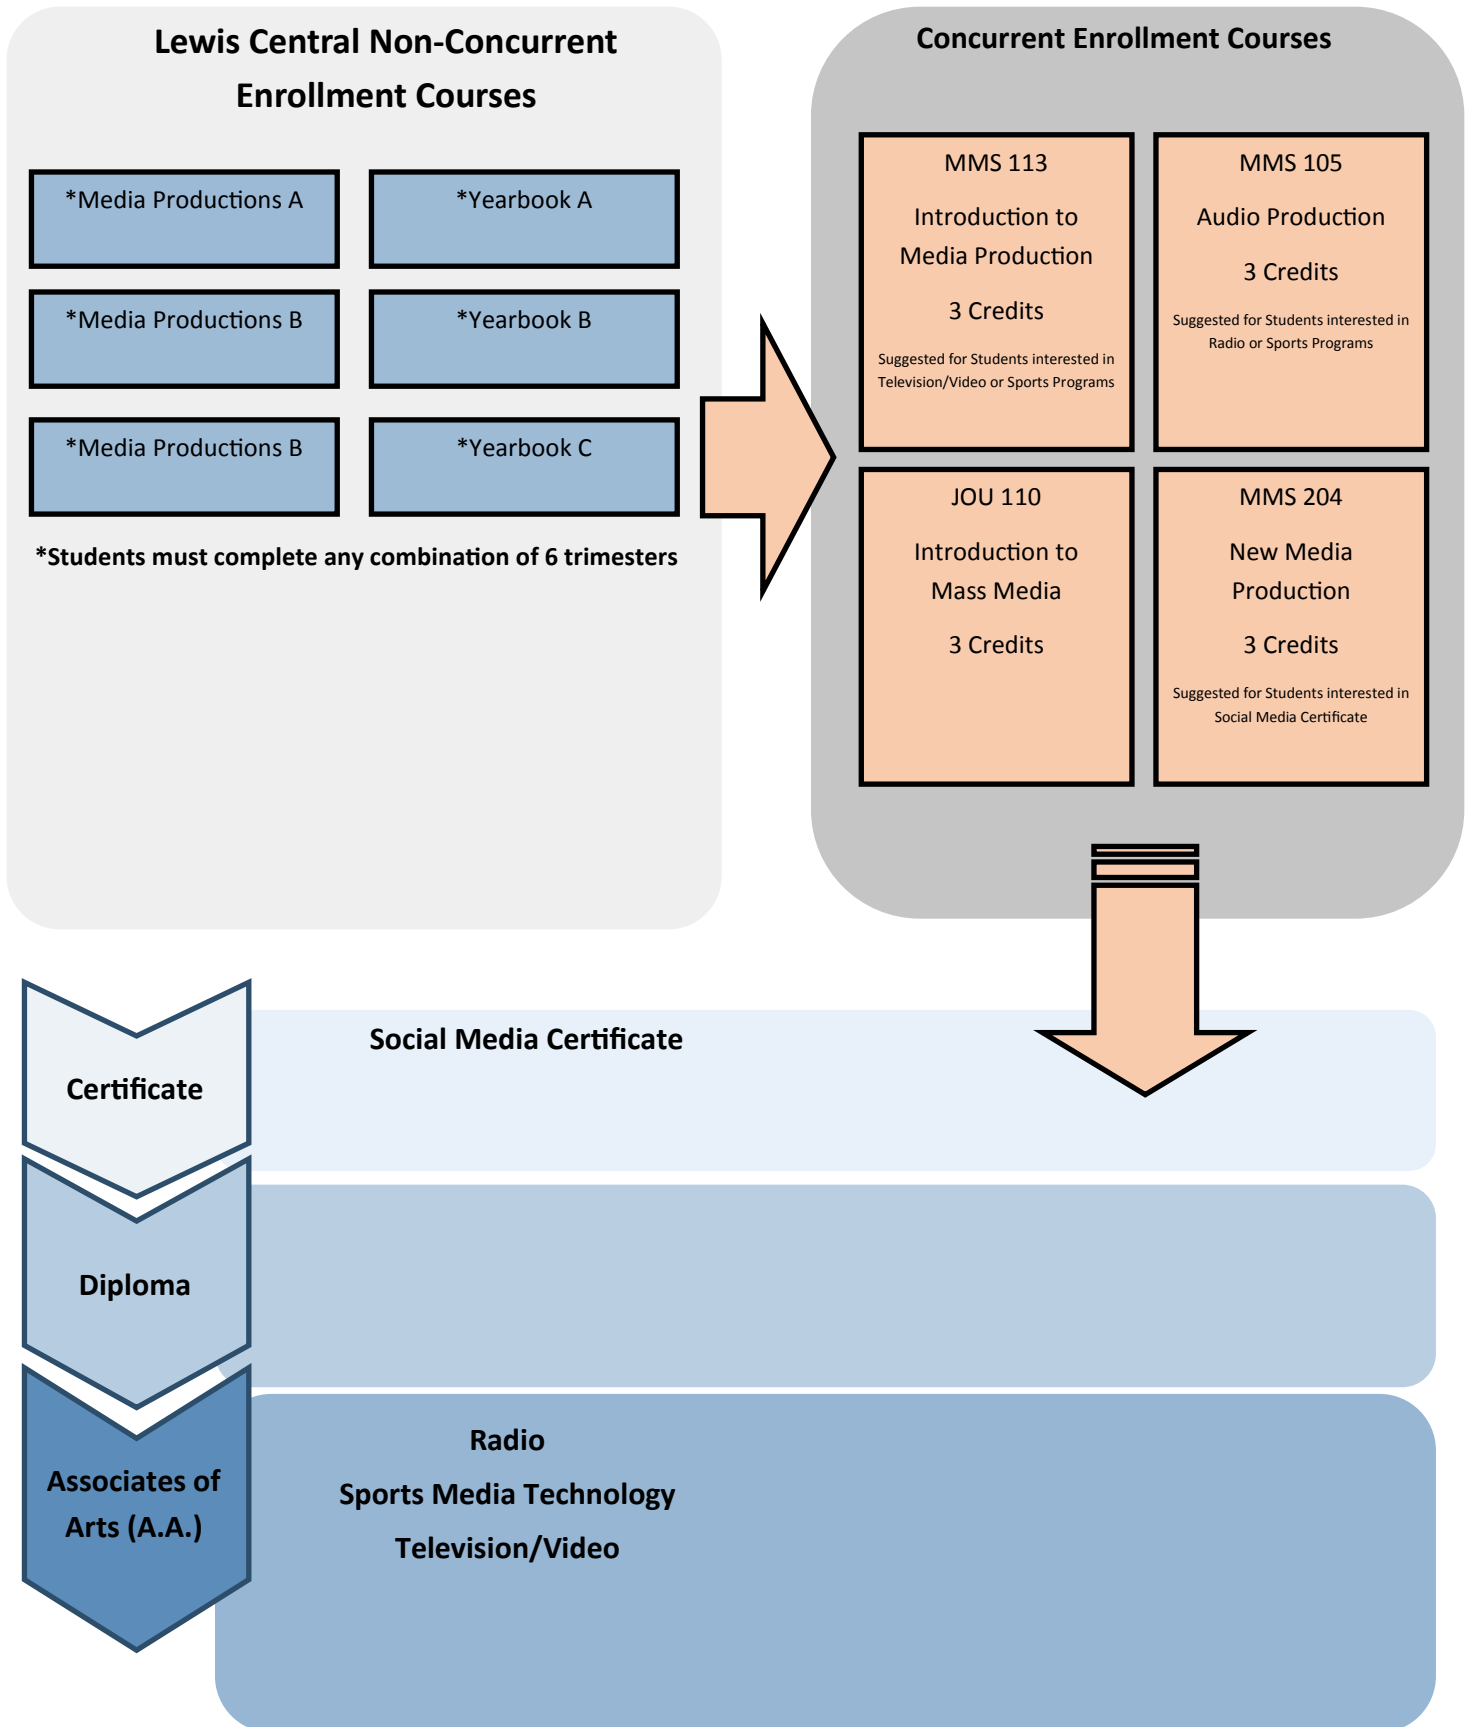 Lewis Central Non-Concurrent
Enrollment Courses
*Media Productions A
*Yearbook A
*Media Productions B
*Yearbook B
*Media Productions B
*Yearbook C
*Students must complete any combination of 6 trimesters
Concurrent Enrollment Courses
MMS 113
Introduction to
Media Production
3 Credits
Suggested for Students interested in
Television/Video or Sports Programs
MMS 105
Audio Production
3 Credits
Suggested for Students interested in
Radio or Sports Programs
JOU 110
Introduction to
Mass Media
3 Credits
MMS 204
New Media
Production
3 Credits
Suggested for Students interested in
Social Media Certificate
Certificate
Social Media Certificate
Diploma
Associates of
Arts (A.A.)
Radio
Sports Media Technology
Television/Video